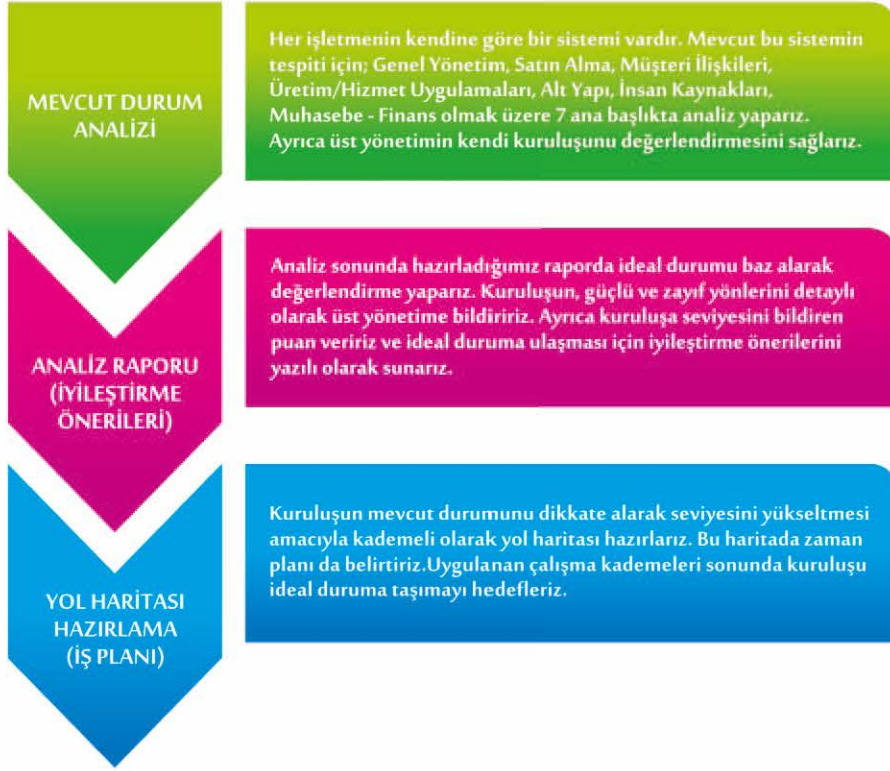 MEVCUT DURUM
ANALİZİ
Her işletmenin kendine göre bir sistemi vardır. Mevcut bu sistemin
tespiti için; Genel Yönetim, Satın Alma, Müşteri İlişkileri,
Üretim/Hizmet Uygulamaları, Alt Yapı, İnsan Kaynakları,
Muhasebe - Finans olmak üzere 7 ana başlıkta analiz yaparız.
Ayrıca üst yönetimin kendi kuruluşunu değerlendirmesini sağlarız.
ANALİZ RAPORU
(İYİLEŞTİRME
ÖNERİLERİ)
Analiz sonunda hazırladığımız raporda ideal durumu baz alarak
değerlendirme yaparız. Kuruluşun, güçlü ve zayıf yönlerini detaylı
olarak üst yönetime bildiririz. Ayrıca kuruluşa seviyesini bildiren
puan veririz ve ideal duruma ulaşması için iyileştirme önerilerini
yazılı olarak sunarız.
YOL HARİTASI
HAZIRLAMA
(İŞ PLANI)
Kuruluşun mevcut durumunu dikkate alarak seviyesini yükseltmesi
amacıyla kademeli olarak yol haritası hazırlarız. Bu haritada zaman
planı da belirtiriz.Uygulanan çalışma kademeleri sonunda kuruluşu
ideal duruma taşımayı hedefleriz.